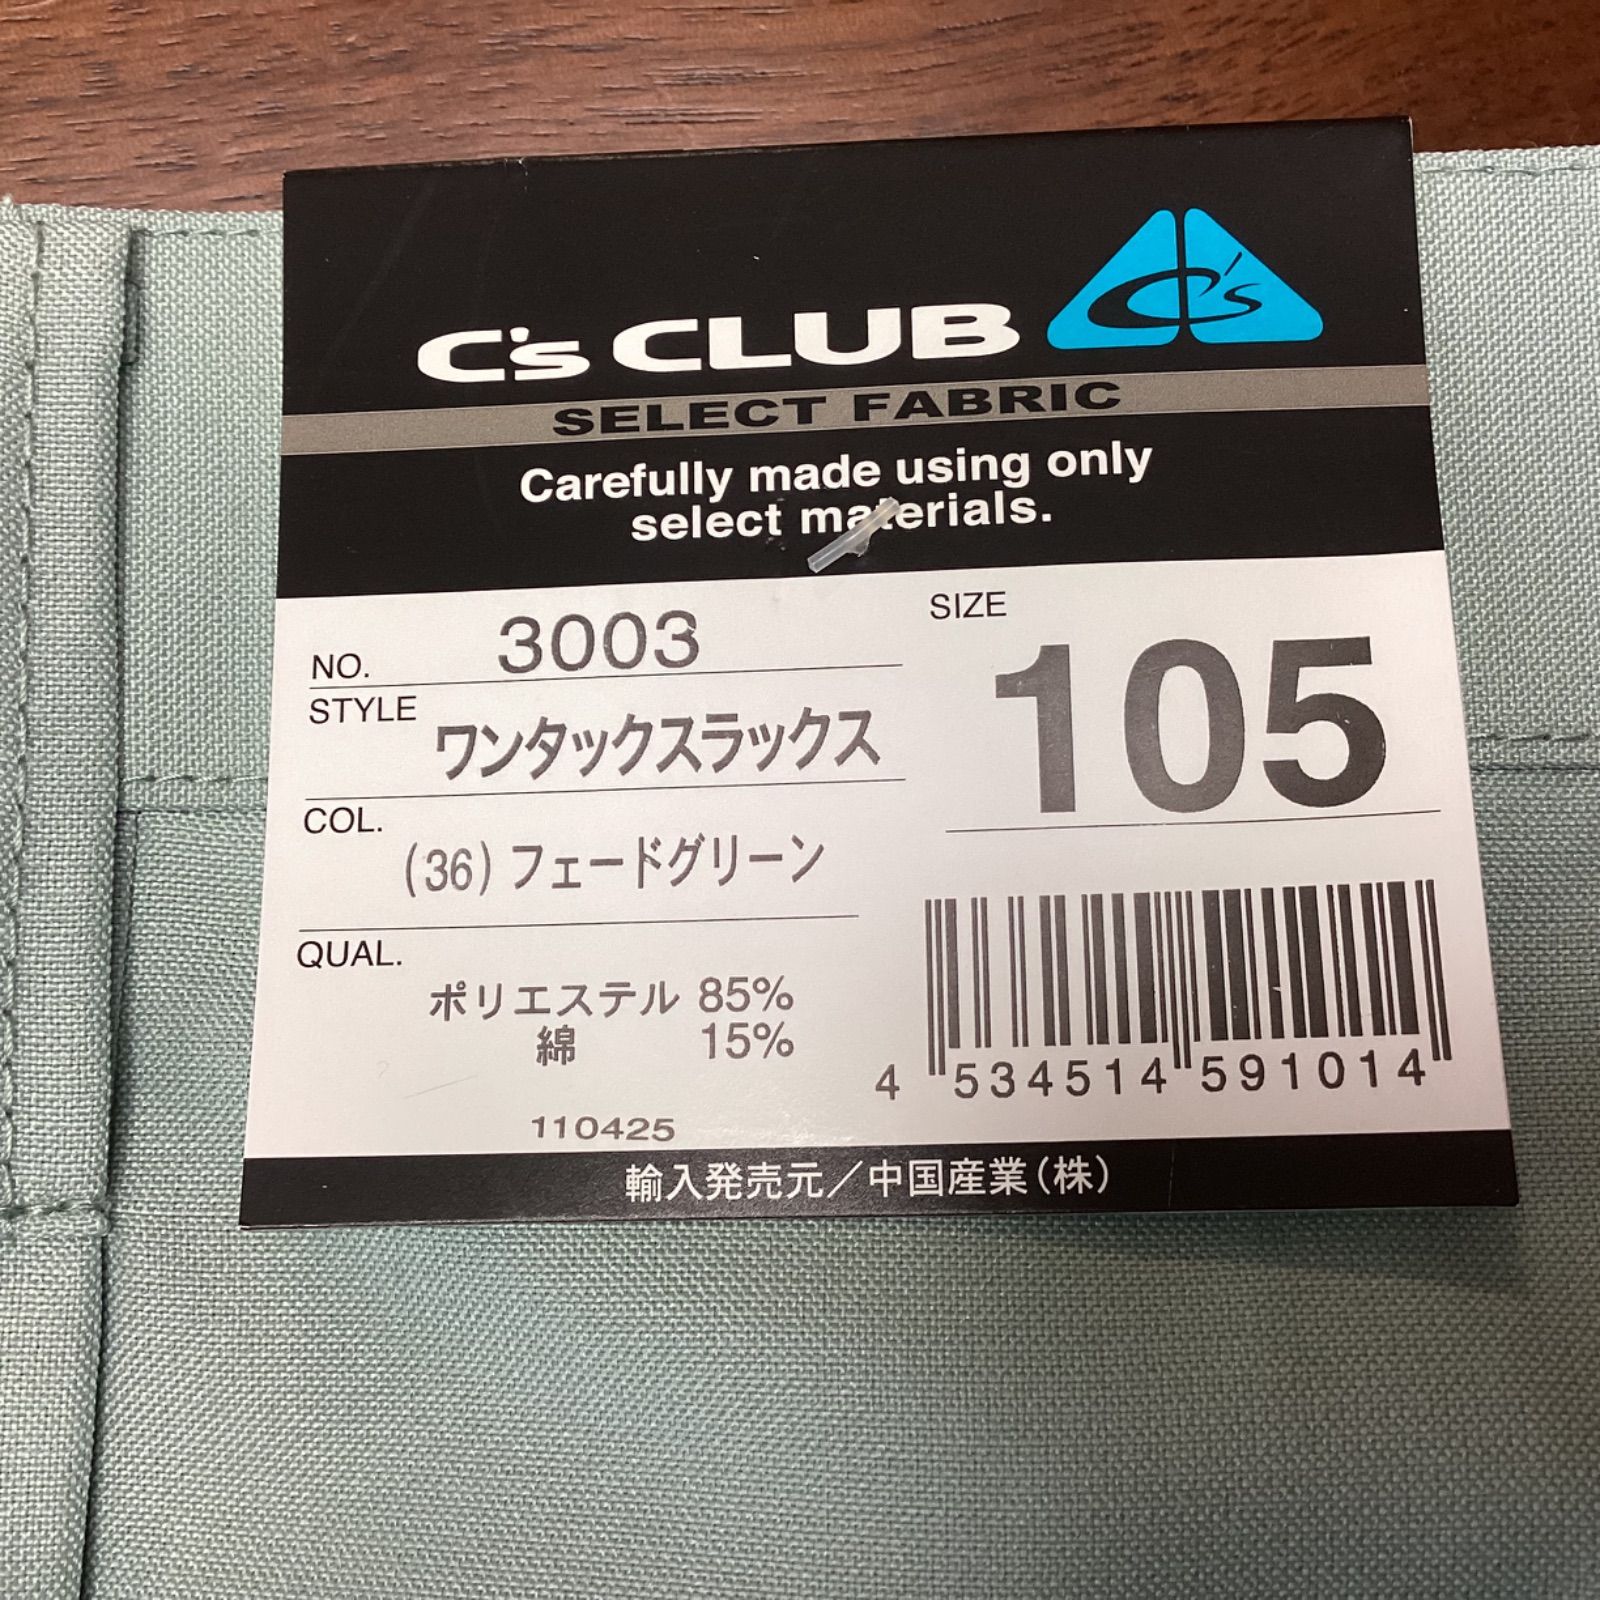 C's CLUB
C's
SELECT FABRIC
Carefully made using only
select materials.
NO. 3003
STYLE ワンタックスラックス
COL. (36) フェードグリーン
QUAL. ポリエステル 85%
綿 15%
110425
SIZE
105
4 534514 591014
輸入発売元/中国産業(株)